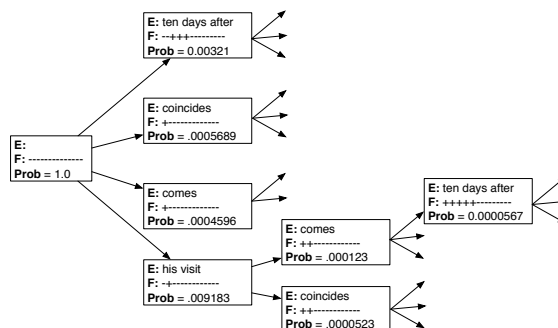 E: ten days after
F: --+++---------
Prob = 0.00321
E: coincides
F: +-------------
Prob = .0005689
E:
F: --------------
Prob = 1.0
E: comes
F: +-------------
Prob = .0004596
E: his visit
F: -+------------
Prob = .009183
E: comes
F: ++------------
Prob = .000123
E: coincides
F: ++------------
Prob = .0000523
E: ten days after
F: +++++---------
Prob = 0.0000567